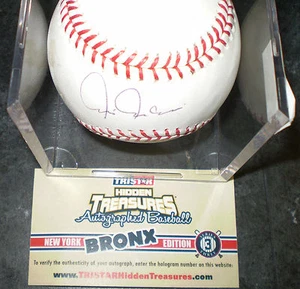 TRISTAR
HIDDEN
TREASURES
Autographed Baseball
NEW YORK BRONX EDITION
3
To verify the authenticity of your autograph, enter the hologram number on this website:
www.TRISTARHiddenTreasures.com